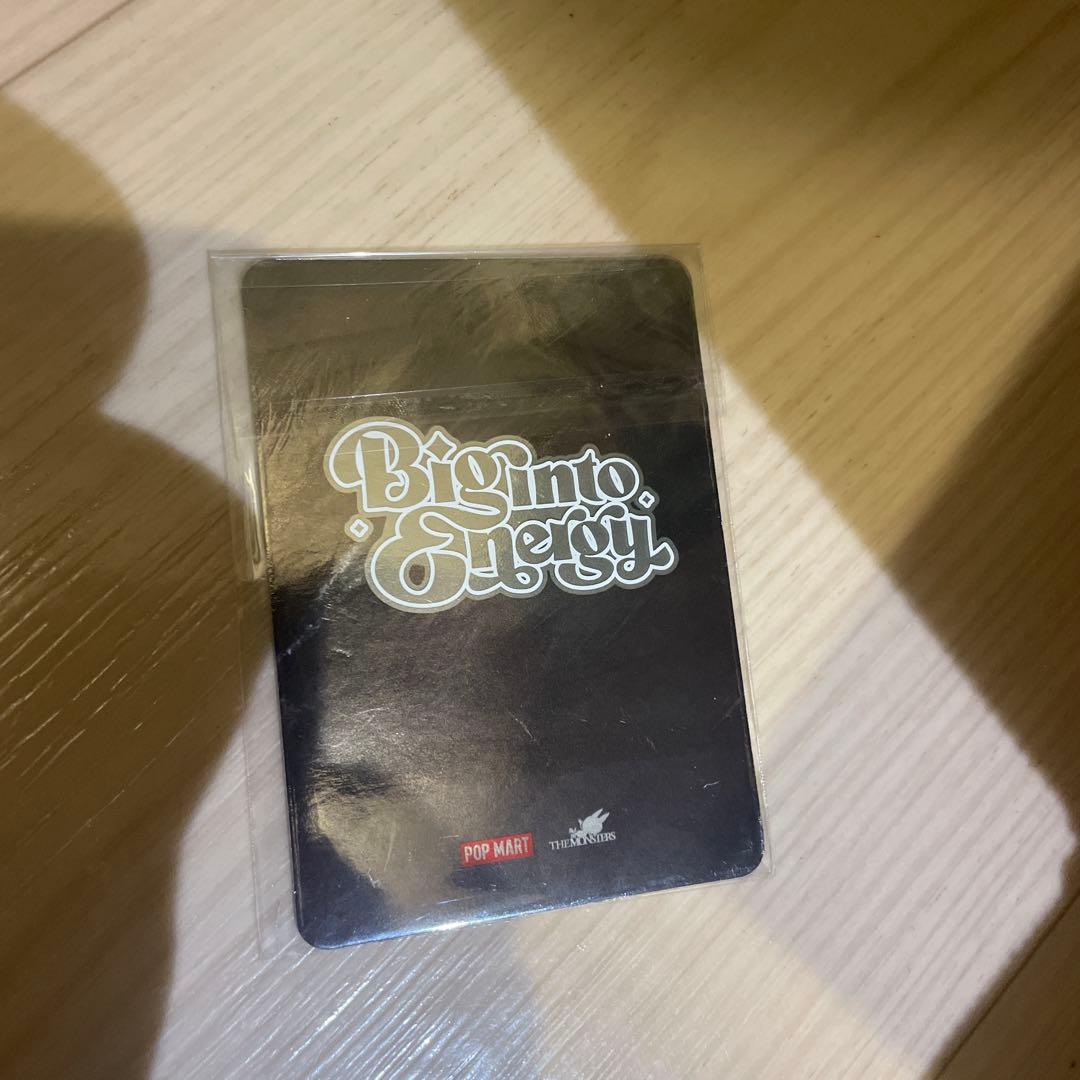 Big into
Energy
POP MART
THE MONSTERS